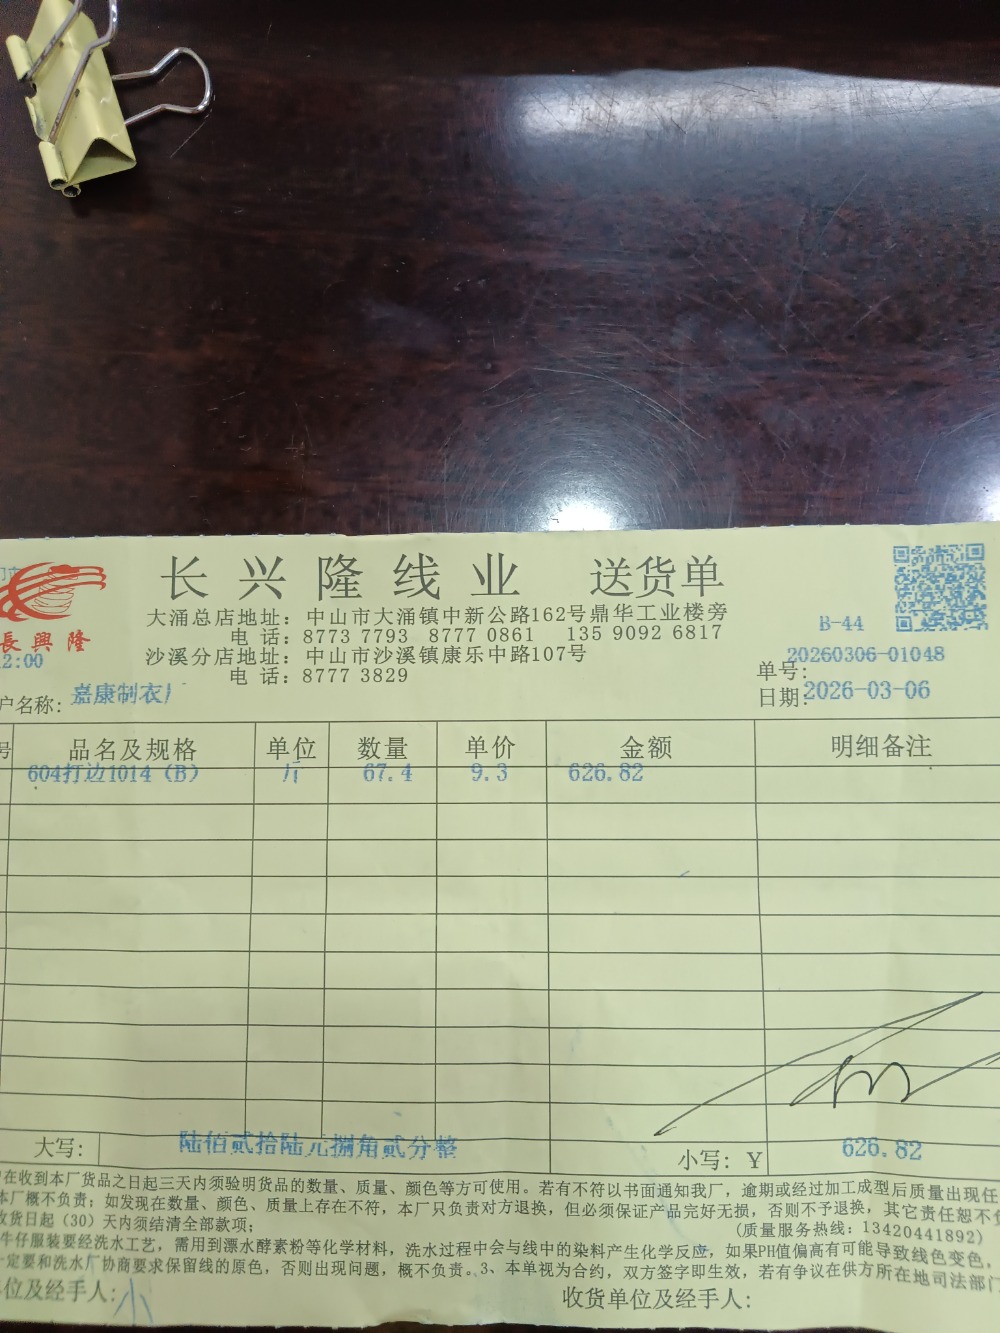 长兴隆线业 送货单
長興隆
大涌总店地址：中山市大涌镇中新公路162号鼎华工业楼旁
电 话：8773 7793 8777 0861 135 9092 6817
沙溪分店地址：中山市沙溪镇康乐中路107号
电 话：8777 3829
B-44
单号：20260306-01048
日期：2026-03-06
2:00
户名称：嘉康制衣厂
号 品名及规格 单位 数量 单价 金额 明细备注
604打边1014（B） 斤 67.4 9.3 626.82
大写： 陆佰贰拾陆元捌角贰分整 小写：￥ 626.82
在收到本厂货品之日起三天内须验明货品的数量、质量、颜色等方可使用。若有不符以书面通知我厂，逾期或经过加工成型后质量出现任
本厂概不负责；如发现在数量、颜色、质量上存在不符，本厂只负责对方退换，但必须保证产品完好无损，否则不予退换，其它责任恕不负
收货日起（30）天内须结清全部款项； （质量服务热线：13420441892）
牛仔服装要经洗水工艺，需用到漂水酵素粉等化学材料，洗水过程中会与线中的染料产生化学反应，如果PH值偏高有可能导致线色变色，
一定要和洗水厂协商要求保留线的原色，否则出现问题，概不负责。3、本单视为合约，双方签字即生效，若有争议在供方所在地司法部门
单位及经手人：小 收货单位及经手人：